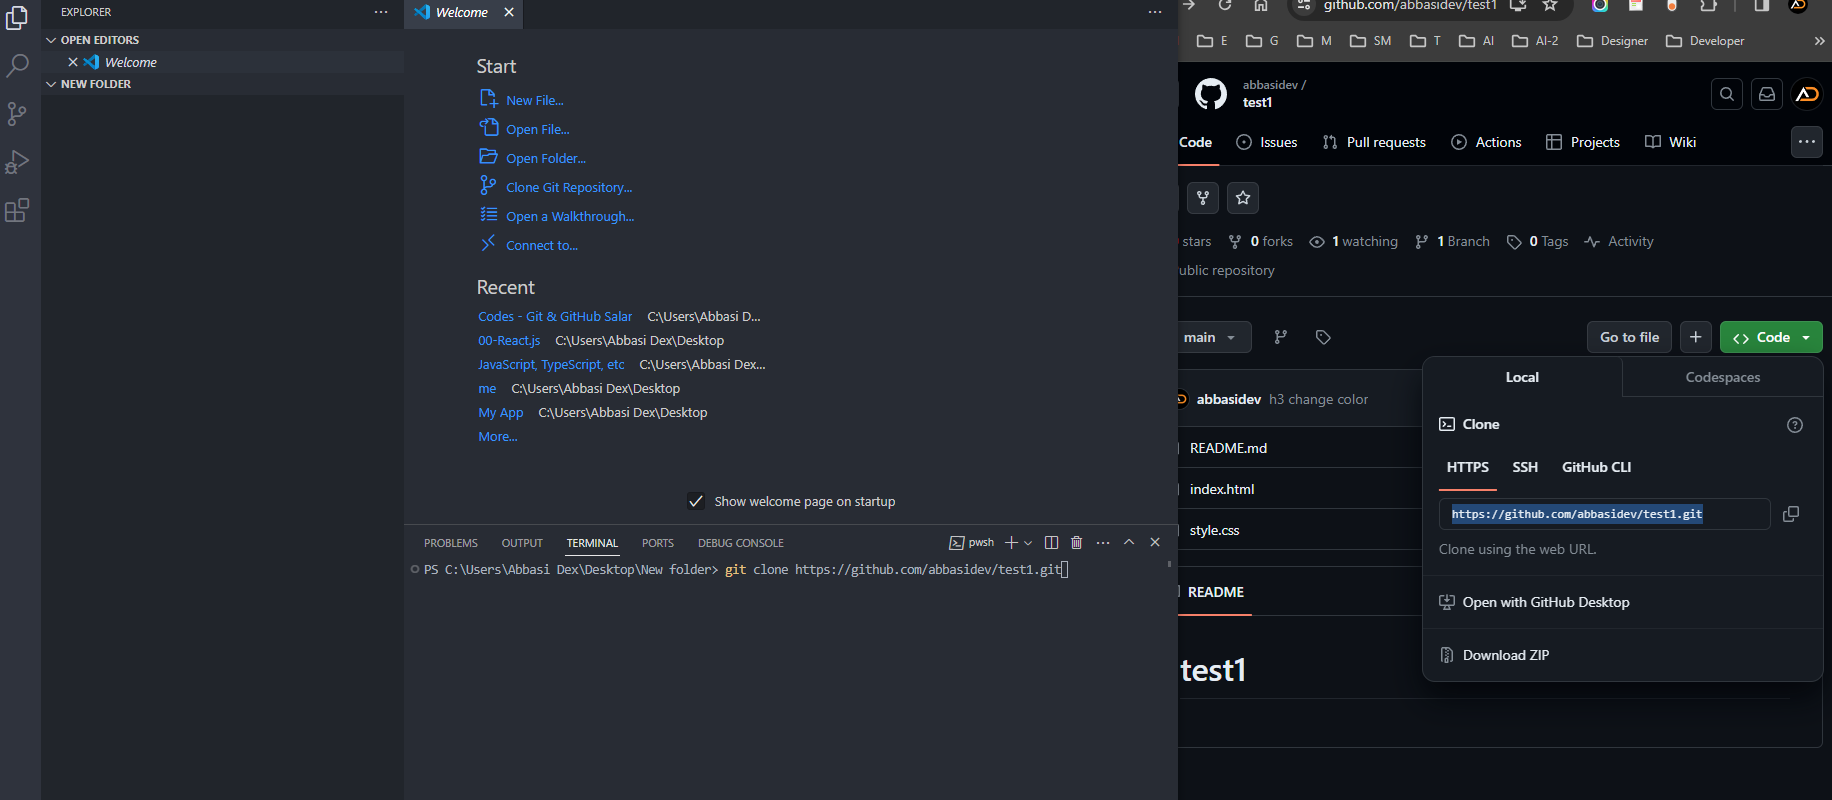 EXPLORER
OPEN EDITORS
Welcome
NEW FOLDER
Welcome
Start
New File...
Open File...
Open Folder...
Clone Git Repository...
Open a Walkthrough...
Connect to...
Recent
Codes - Git & GitHub Salar C:\Users\Abbasi D...
00-React.js C:\Users\Abbasi Dex\Desktop
JavaScript, TypeScript, etc C:\Users\Abbasi Dex...
me C:\Users\Abbasi Dex\Desktop
My App C:\Users\Abbasi Dex\Desktop
More...
Show welcome page on startup
PROBLEMS OUTPUT TERMINAL PORTS DEBUG CONSOLE pwsh
PS C:\Users\Abbasi Dex\Desktop\New folder> git clone https://github.com/abbasidev/test1.git
github.com/abbasidev/test1
E G M SM T AI AI-2 Designer Developer
abbasidev /
test1
Code Issues Pull requests Actions Projects Wiki
stars 0 forks 1 watching 1 Branch 0 Tags Activity
ublic repository
main Go to file Code
Local Codespaces
abbasidev h3 change color
Clone
README.md
HTTPS SSH GitHub CLI
index.html
https://github.com/abbasidev/test1.git
style.css
Clone using the web URL.
README
Open with GitHub Desktop
Download ZIP
test1